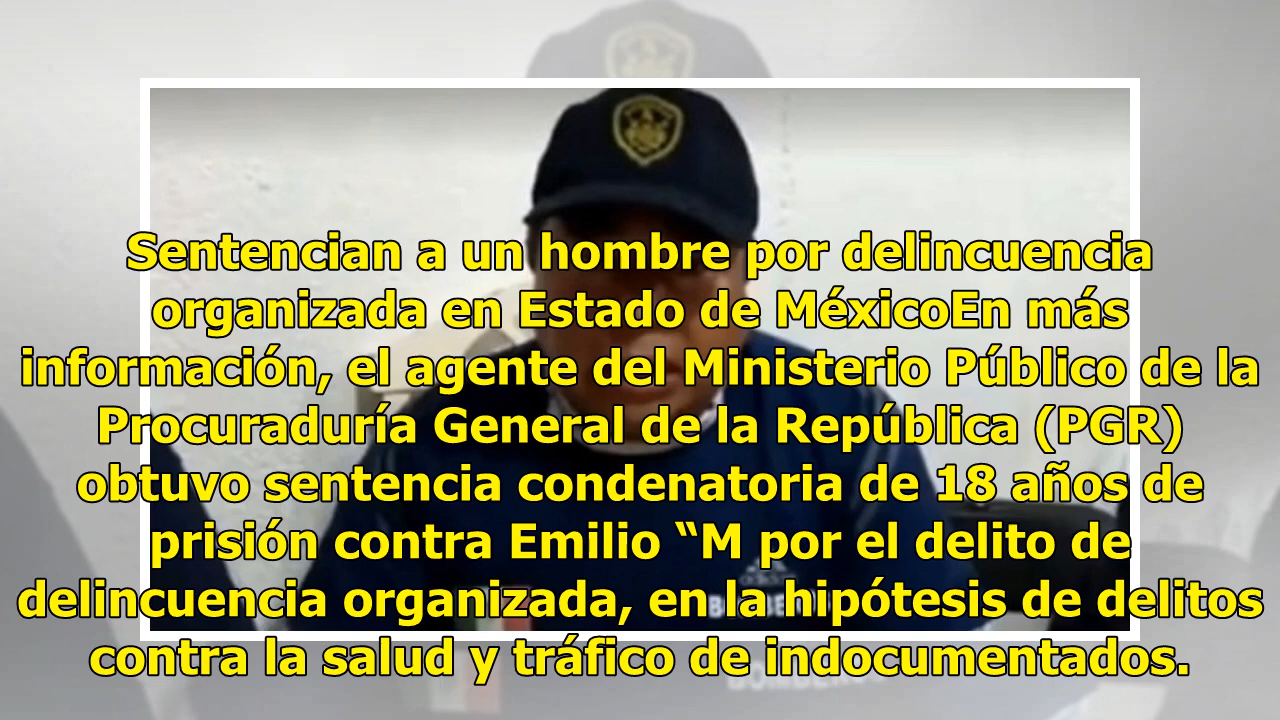 Sentencian a un hombre por delincuencia
organizada en Estado de MéxicoEn más
información, el agente del Ministerio Público de la
Procuraduría General de la República (PGR)
obtuvo sentencia condenatoria de 18 años de
prisión contra Emilio “M por el delito de
delincuencia organizada, en la hipótesis de delitos
contra la salud y tráfico de indocumentados.